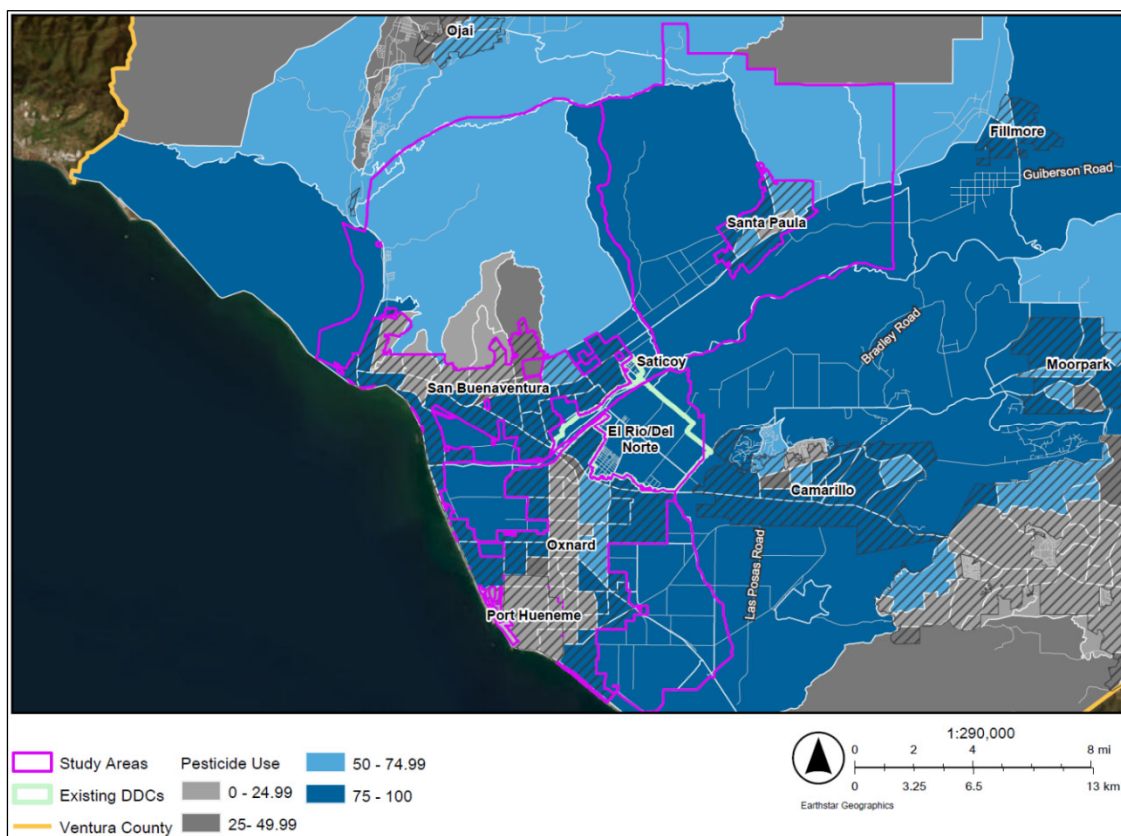 Ojai
Fillmore
Guiberson Road
Santa Paula
Bradley Road
Saticoy
Moorpark
San Buenaventura
El Rio/Del
Norte
Camarillo
Oxnard
Las Posas Road
Port Hueneme
Study Areas
Existing DDCs
Ventura County
Pesticide Use
0 - 24.99
25- 49.99
50 - 74.99
75 - 100
1:290,000
0 2 4 8 mi
0 3.25 6.5 13 km
Earthstar Geographics